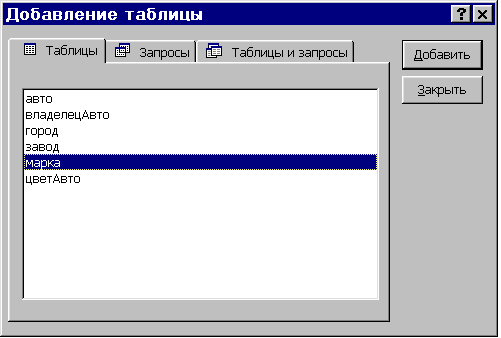 Добавление таблицы
Таблицы Запросы Таблицы и запросы
Добавить
Закрыть
авто
владелецАвто
город
завод
марка
цветАвто